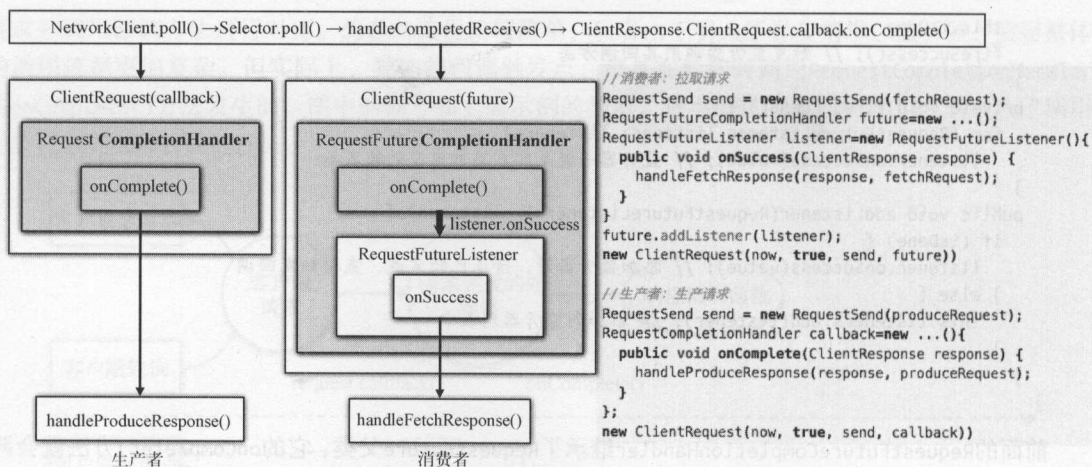 NetworkClient.poll()→Selector.poll()→handleCompletedReceives()→ClientResponse.ClientRequest.callback.onComplete()
ClientRequest(callback)
Request CompletionHandler
onComplete()
handleProduceResponse()
生产者
ClientRequest(future)
RequestFuture CompletionHandler
onComplete()
listener.onSuccess
RequestFutureListener
onSuccess
handleFetchResponse()
消费者
//消费者：拉取请求
RequestSend send = new RequestSend(fetchRequest);
RequestFutureCompletionHandler future=new ...();
RequestFutureListener listener=new RequestFutureListener(){
public void onSuccess(ClientResponse response) {
handleFetchResponse(response, fetchRequest);
}
}
future.addListener(listener);
new ClientRequest(now, true, send, future))
//生产者：生产请求
RequestSend send = new RequestSend(produceRequest);
RequestCompletionHandler callback=new ...(){
public void onComplete(ClientResponse response) {
handleProduceResponse(response, produceRequest);
}
};
new ClientRequest(now, true, send, callback))